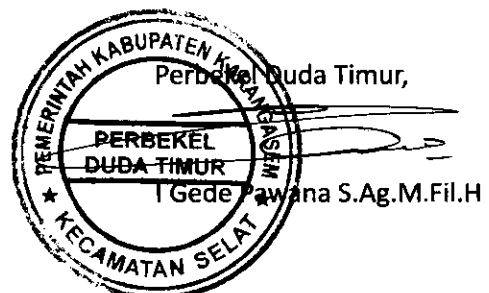 PEMERINTAH KABUPATEN KARANGASEM
Perbekel Duda Timur,
PERBEKEL
DUDA TIMUR
I Gede Pawana S.Ag.M.Fil.H
★ KECAMATAN SELAT ★